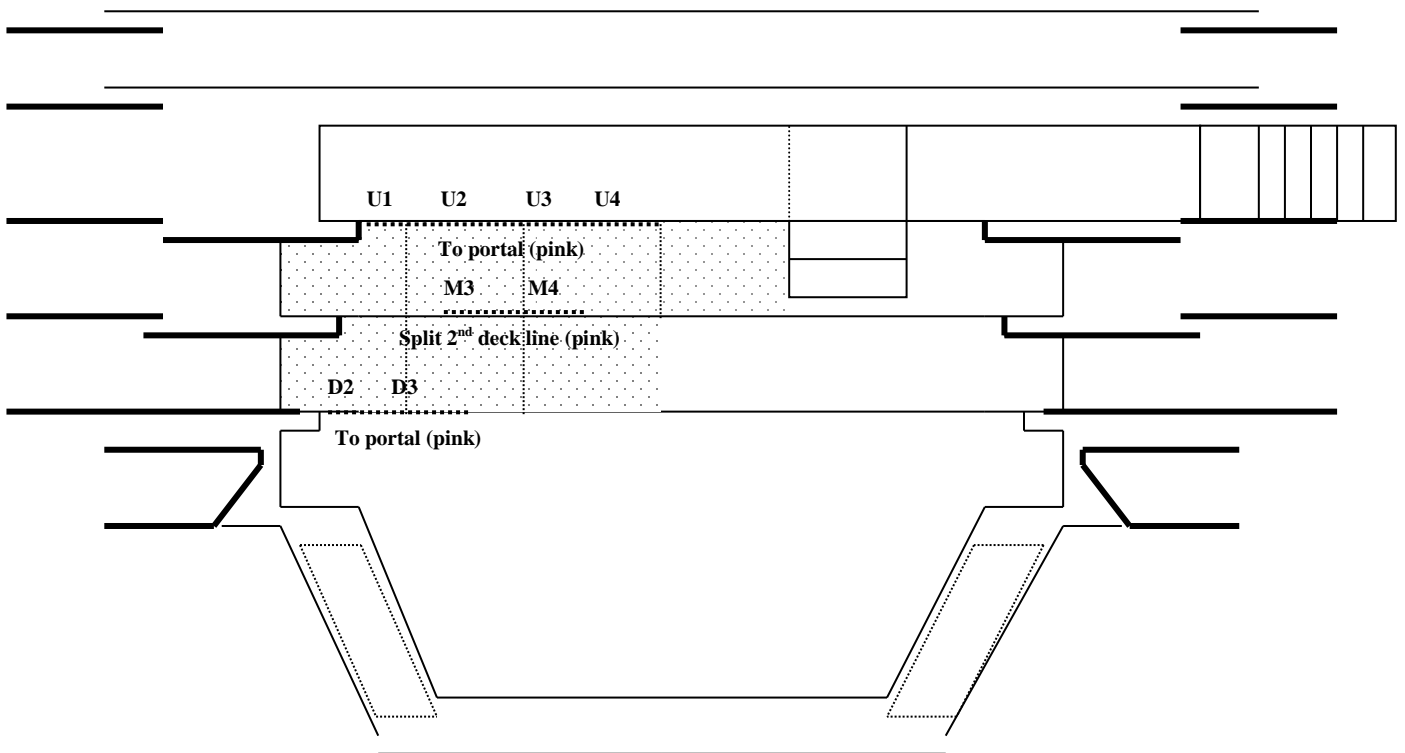 U1 U2 U3 U4
To portal (pink)
M3 M4
Split 2nd deck line (pink)
D2 D3
To portal (pink)